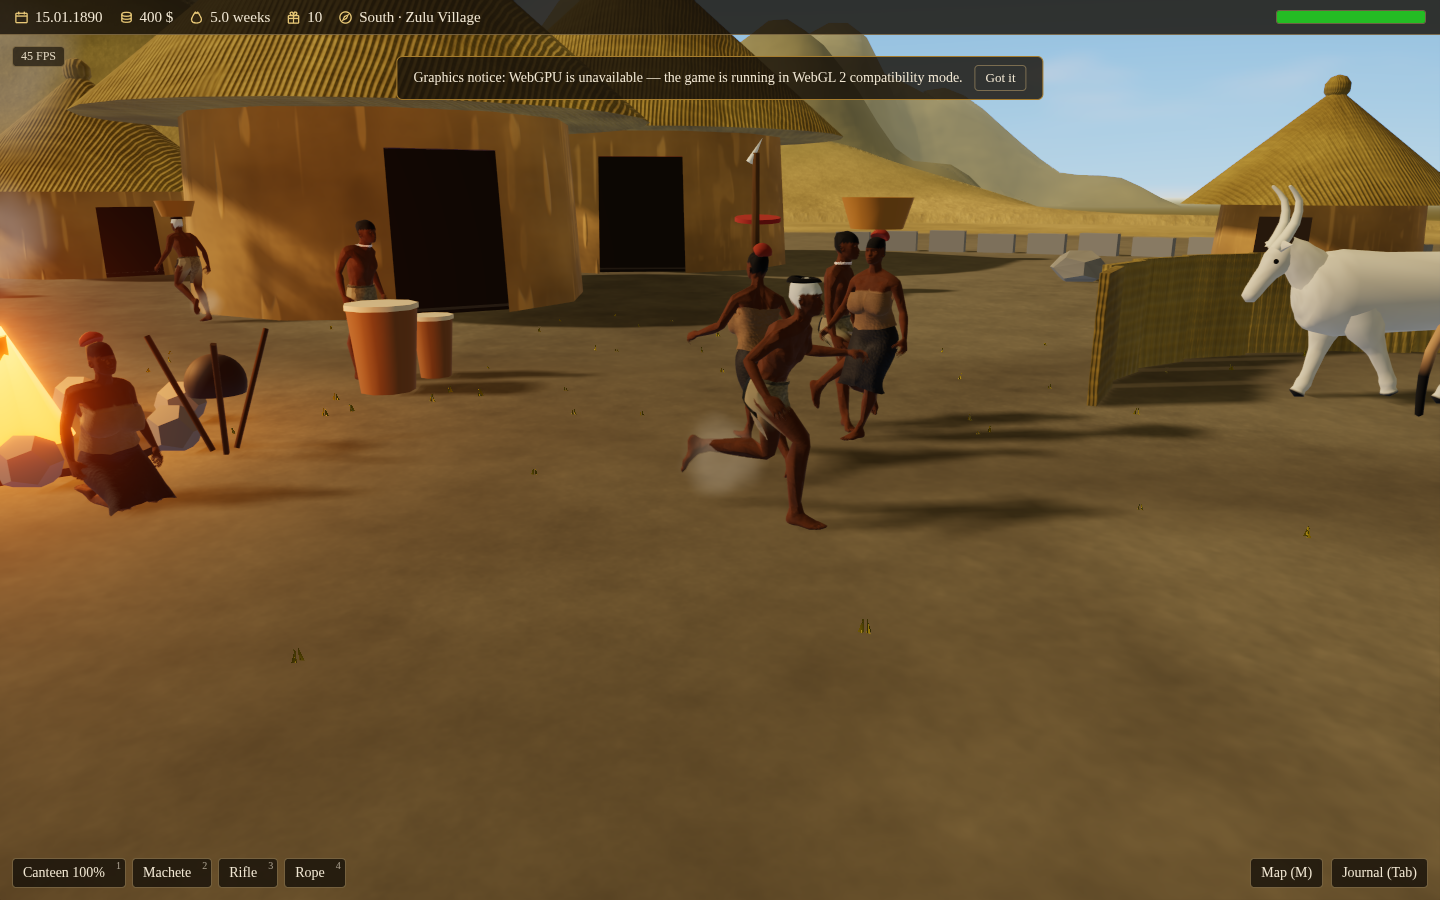 15.01.1890 400 $ 5.0 weeks 10 South · Zulu Village
45 FPS
Graphics notice: WebGPU is unavailable — the game is running in WebGL 2 compatibility mode. Got it
Canteen 100% 1 Machete 2 Rifle 3 Rope 4 Map (M) Journal (Tab)